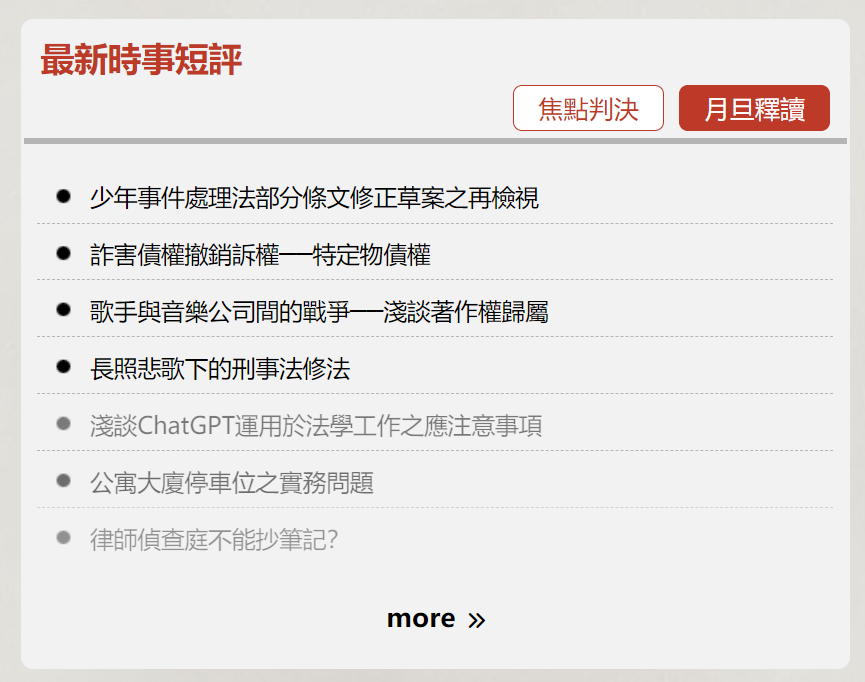 最新時事短評
焦點判決 月旦釋讀
少年事件處理法部分條文修正草案之再檢視
詐害債權撤銷訴權──特定物債權
歌手與音樂公司間的戰爭──淺談著作權歸屬
長照悲歌下的刑事法修法
淺談ChatGPT運用於法學工作之應注意事項
公寓大廈停車位之實務問題
律師偵查庭不能抄筆記?
more »